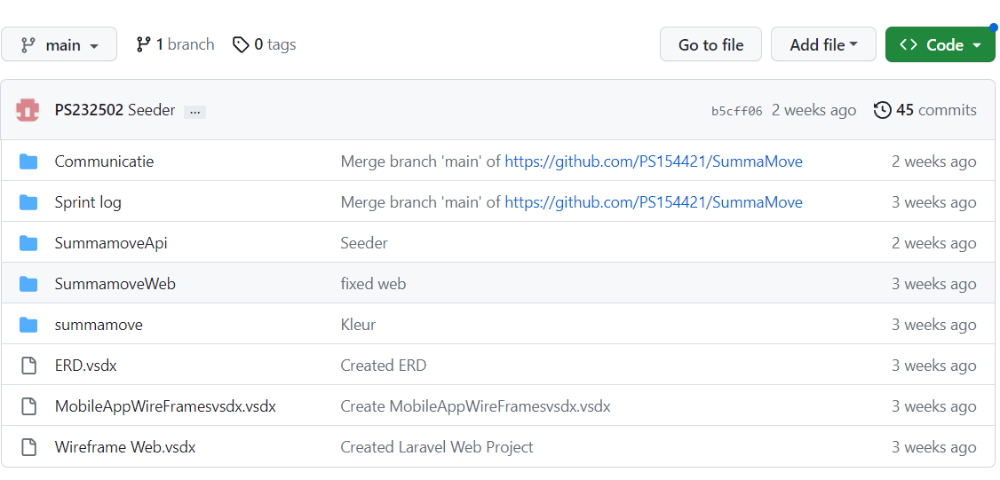 main 1 branch 0 tags Go to file Add file Code
PS232502 Seeder ... b5cff06 2 weeks ago 45 commits
Communicatie Merge branch 'main' of https://github.com/PS154421/SummaMove 2 weeks ago
Sprint log Merge branch 'main' of https://github.com/PS154421/SummaMove 3 weeks ago
SummamoveApi Seeder 2 weeks ago
SummamoveWeb fixed web 3 weeks ago
summamove Kleur 3 weeks ago
ERD.vsdx Created ERD 3 weeks ago
MobileAppWireFramesvsdx.vsdx Create MobileAppWireFramesvsdx.vsdx 3 weeks ago
Wireframe Web.vsdx Created Laravel Web Project 3 weeks ago